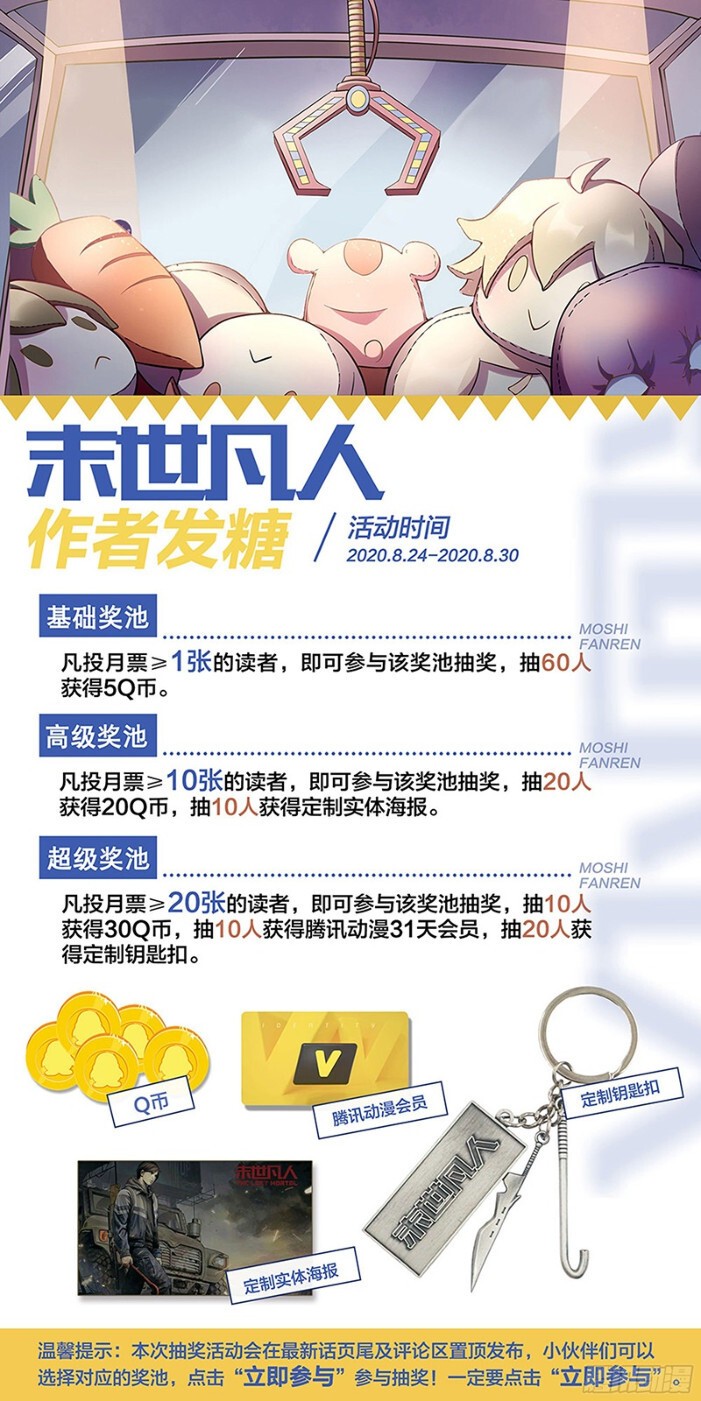 末世凡人
作者发糖
/ 活动时间
2020.8.24-2020.8.30
基础奖池
MOSHI
FANREN
凡投月票≥1张的读者，即可参与该奖池抽奖，抽60人
获得5Q币。
高级奖池
MOSHI
FANREN
凡投月票≥10张的读者，即可参与该奖池抽奖，抽20人
获得20Q币，抽10人获得定制实体海报。
超级奖池
MOSHI
FANREN
凡投月票≥20张的读者，即可参与该奖池抽奖，抽10人
获得30Q币，抽10人获得腾讯动漫31天会员，抽20人获
得定制钥匙扣。
V
Q币
腾讯动漫会员
定制钥匙扣
末世凡人
末世凡人
定制实体海报
温馨提示：本次抽奖活动会在最新话页尾及评论区置顶发布，小伙伴们可以
选择对应的奖池，点击“立即参与”参与抽奖！一定要点击“立即参与”。